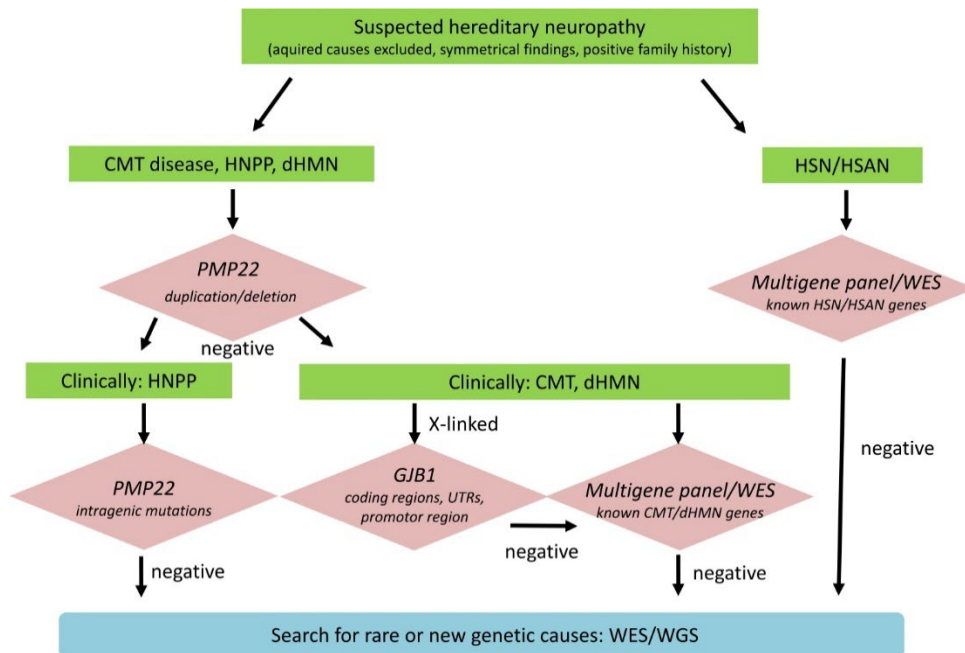 Suspected hereditary neuropathy
(aquired causes excluded, symmetrical findings, positive family history)
CMT disease, HNPP, dHMN
HSN/HSAN
PMP22
duplication/deletion
Multigene panel/WES
known HSN/HSAN genes
negative
Clinically: HNPP
Clinically: CMT, dHMN
X-linked
negative
PMP22
intragenic mutations
GJB1
coding regions, UTRs,
promotor region
Multigene panel/WES
known CMT/dHMN genes
negative
negative
negative
Search for rare or new genetic causes: WES/WGS